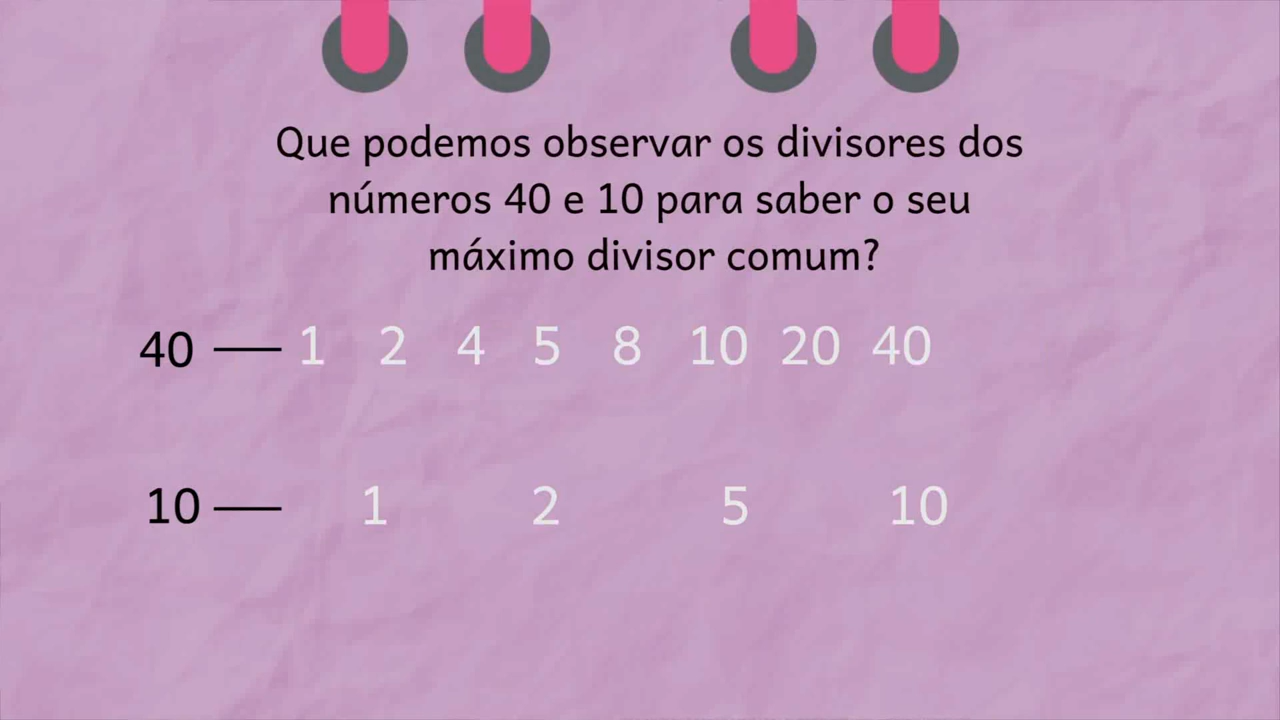 Que podemos observar os divisores dos
números 40 e 10 para saber o seu
máximo divisor comum?
40 — 1 2 4 5 8 10 20 40
10 — 1 2 5 10